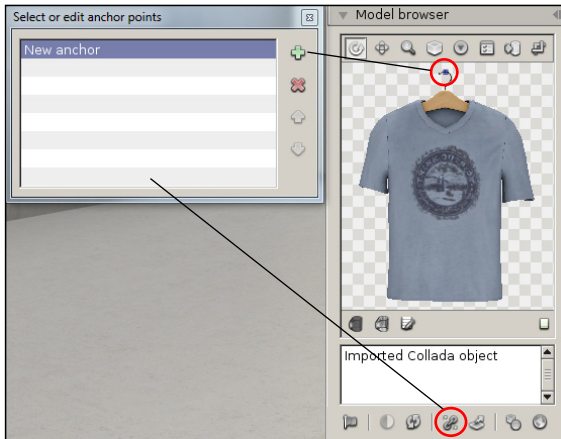 Select or edit anchor points
Model browser
New anchor
Imported Collada object